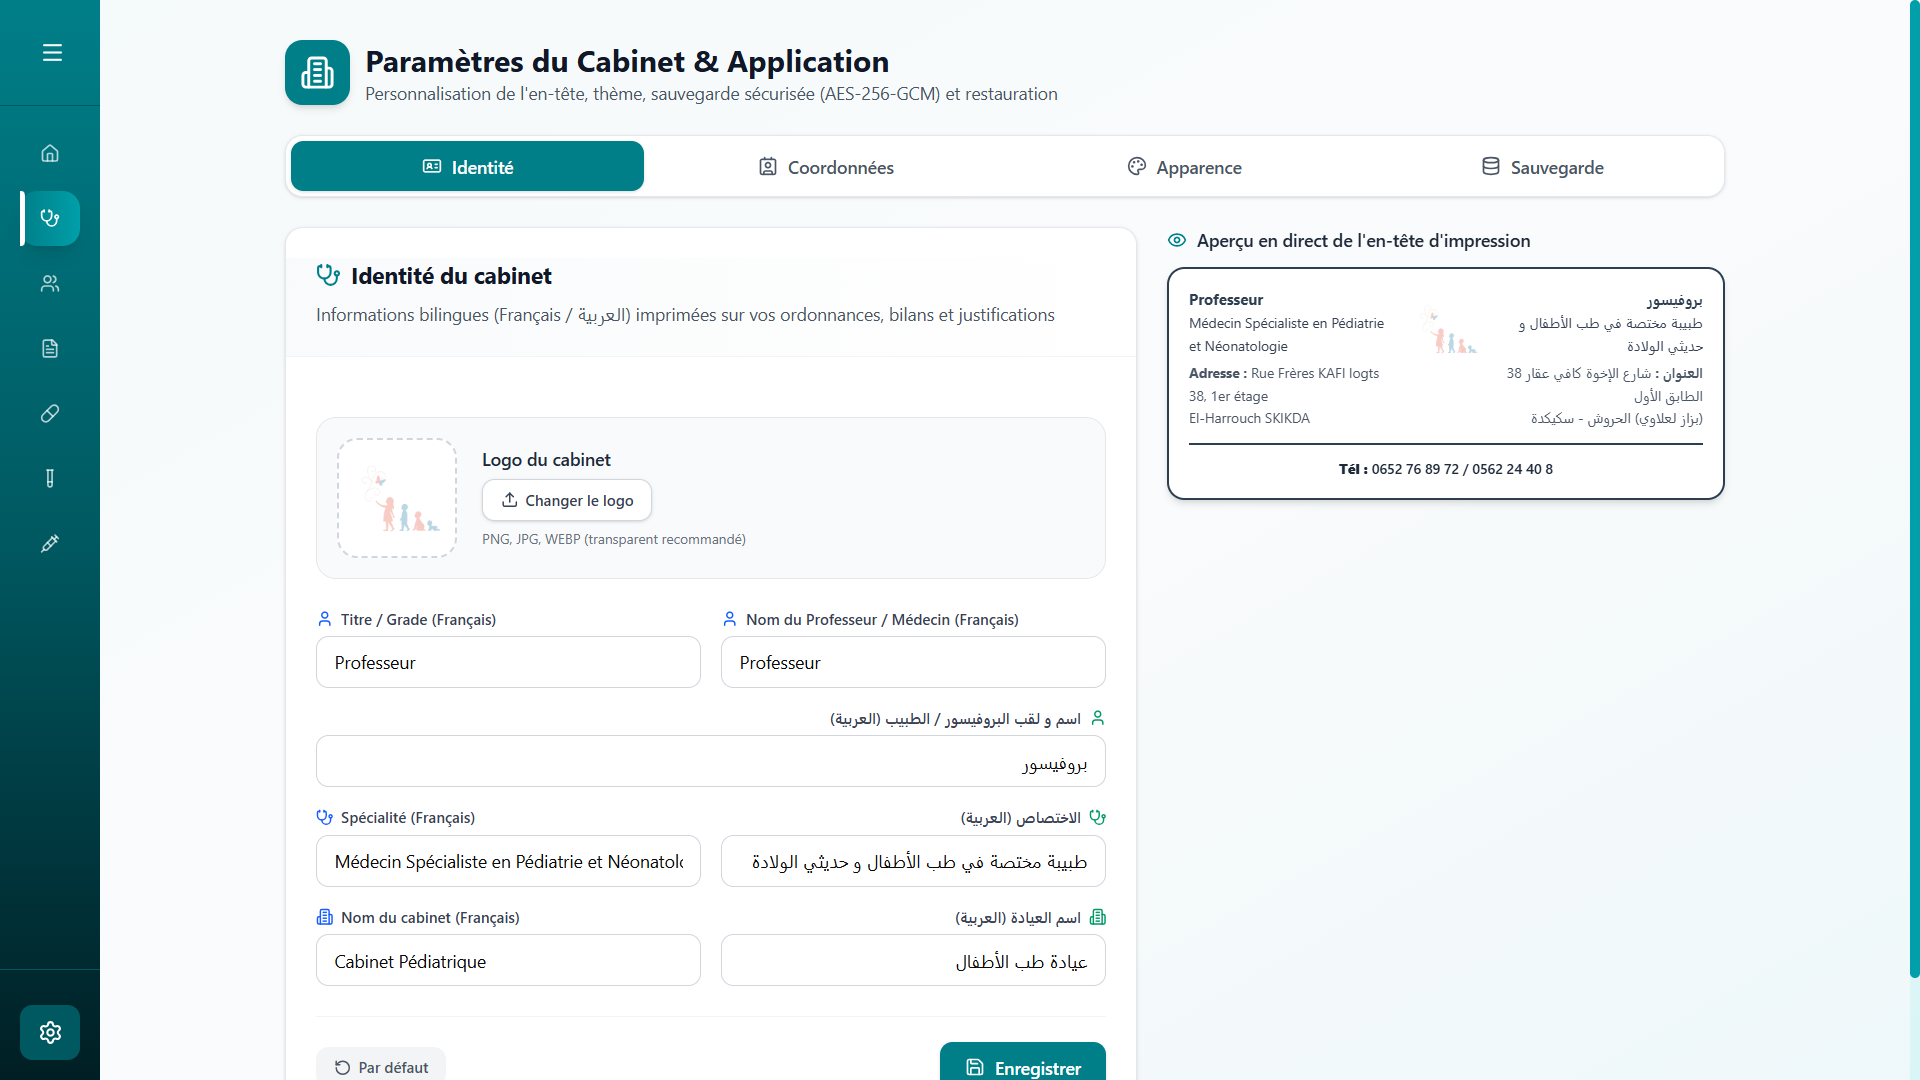 Paramètres du Cabinet & Application
Personnalisation de l'en-tête, thème, sauvegarde sécurisée (AES-256-GCM) et restauration
Identité
Coordonnées
Apparence
Sauvegarde
Identité du cabinet
Informations bilingues (Français / العربية) imprimées sur vos ordonnances, bilans et justifications
Logo du cabinet
Changer le logo
PNG, JPG, WEBP (transparent recommandé)
Titre / Grade (Français)
Professeur
Nom du Professeur / Médecin (Français)
Professeur
اسم و لقب البروفيسور / الطبيب (العربية)
بروفيسور
Spécialité (Français)
Médecin Spécialiste en Pédiatrie et Néonatolo
الاختصاص (العربية)
طبيبة مختصة في طب الأطفال و حديثي الولادة
Nom du cabinet (Français)
Cabinet Pédiatrique
اسم العيادة (العربية)
عيادة طب الأطفال
Par défaut
Enregistrer
Aperçu en direct de l'en-tête d'impression
Professeur
Médecin Spécialiste en Pédiatrie
et Néonatologie
Adresse : Rue Frères KAFI logts
38, 1er étage
El-Harrouch SKIKDA
بروفيسور
طبيبة مختصة في طب الأطفال و
حديثي الولادة
العنوان : شارع الإخوة كافي عقار 38
الطابق الأول
(بزاز لعلاوي) الحروش - سكيكدة
Tél : 0652 76 89 72 / 0562 24 40 8